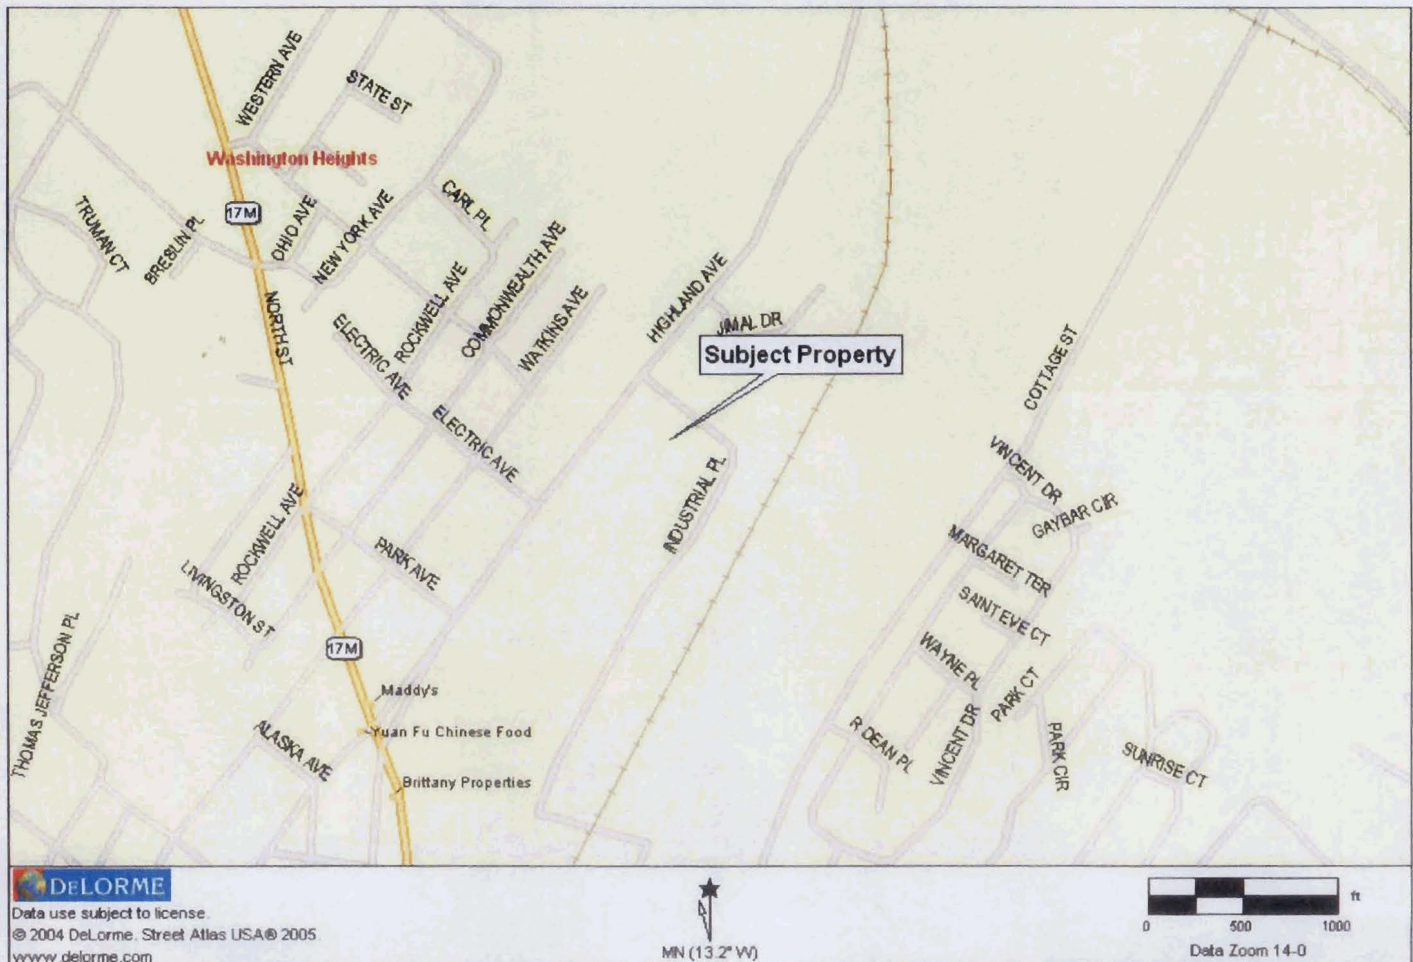 WESTERN AVE
STATE ST
Washington Heights
17M
TRUMAN CT
BRESLIN PL
OHIO AVE
NEW YORK AVE
CARL PL
NORTH ST
ELECTRIC AVE
ROCKWELL AVE
COMMONWEALTH AVE
WATKINS AVE
HIGHLAND AVE
JIMAL DR
Subject Property
COTTAGE ST
ELECTRIC AVE
INDUSTRIAL PL
VINCENT DR
GAYBAR CIR
ROCKWELL AVE
LIVINGSTON ST
PARK AVE
MARGARET TER
SAINT EVE CT
WAYNE PL
PARK CT
THOMAS JEFFERSON PL
17M
Maddy's
Yuan Fu Chinese Food
ALASKA AVE
Brittany Properties
R DEAN PL
VINCENT DR
PARK CIR
SUNRISE CT
DELORME
Data use subject to license.
© 2004 DeLorme. Street Atlas USA® 2005.
www.delorme.com
MN (13.2° W)
ft
0 500 1000
Data Zoom 14-0